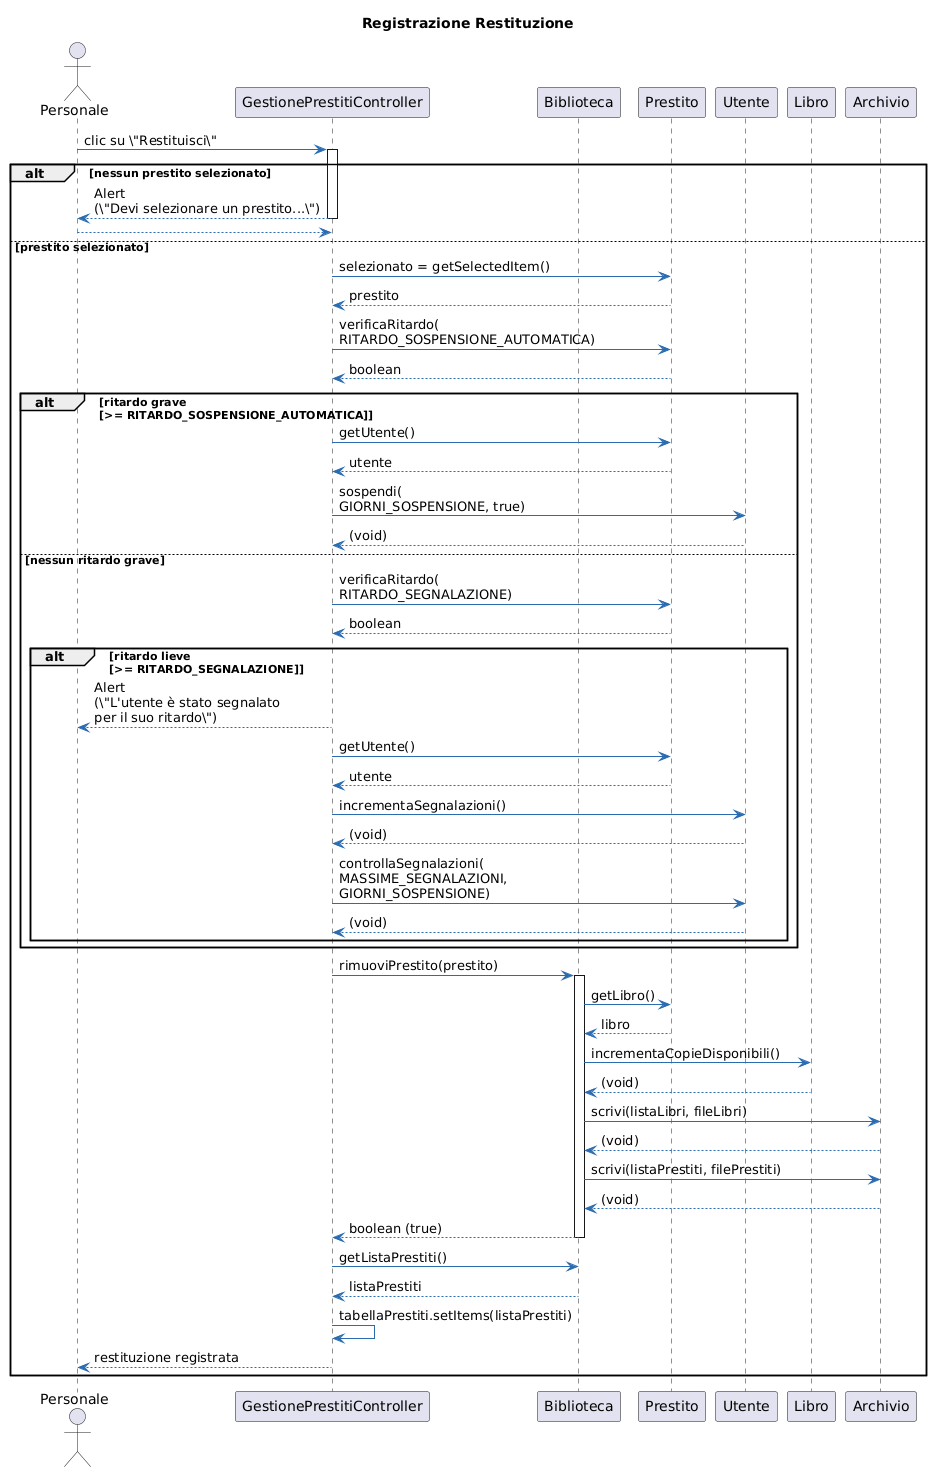 Registrazione Restituzione
Personale
GestionePrestitiController
Biblioteca
Prestito
Utente
Libro
Archivio
clic su \"Restituisci\"
alt
[nessun prestito selezionato]
Alert
(\"Devi selezionare un prestito...\")
[prestito selezionato]
selezionato = getSelectedItem()
prestito
verificaRitardo(
RITARDO_SOSPENSIONE_AUTOMATICA)
boolean
alt
[ritardo grave
[>= RITARDO_SOSPENSIONE_AUTOMATICA]]
getUtente()
utente
sospendi(
GIORNI_SOSPENSIONE, true)
(void)
[nessun ritardo grave]
verificaRitardo(
RITARDO_SEGNALAZIONE)
boolean
alt
[ritardo lieve
[>= RITARDO_SEGNALAZIONE]]
Alert
(\"L'utente è stato segnalato
per il suo ritardo\")
getUtente()
utente
incrementaSegnalazioni()
(void)
controllaSegnalazioni(
MASSIME_SEGNALAZIONI,
GIORNI_SOSPENSIONE)
(void)
rimuoviPrestito(prestito)
getLibro()
libro
incrementaCopieDisponibili()
(void)
scrivi(listaLibri, fileLibri)
(void)
scrivi(listaPrestiti, filePrestiti)
(void)
boolean (true)
getListaPrestiti()
listaPrestiti
tabellaPrestiti.setItems(listaPrestiti)
restituzione registrata
Personale
GestionePrestitiController
Biblioteca
Prestito
Utente
Libro
Archivio